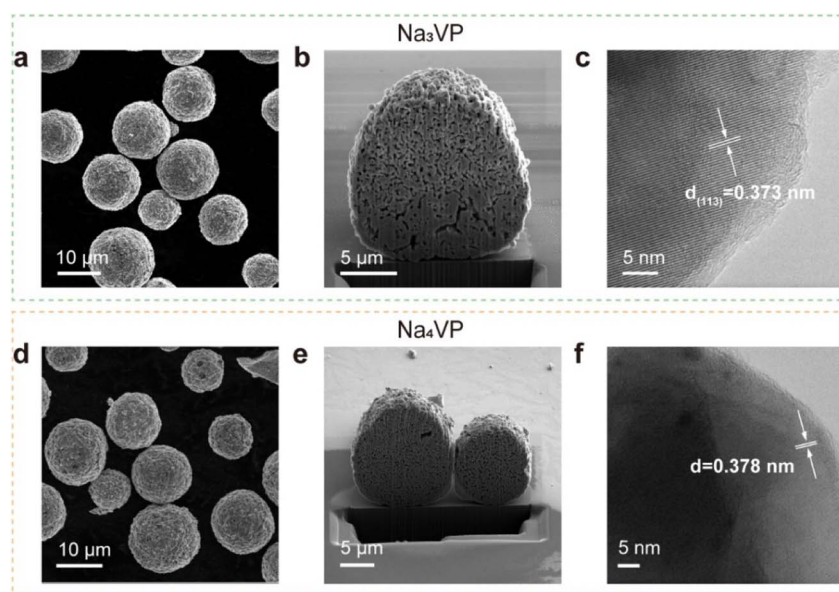 Na₃VP
a
b
c
10 µm
5 µm
d₍₁₁₃₎=0.373 nm
5 nm
Na₄VP
d
e
f
10 µm
5 µm
d=0.378 nm
5 nm